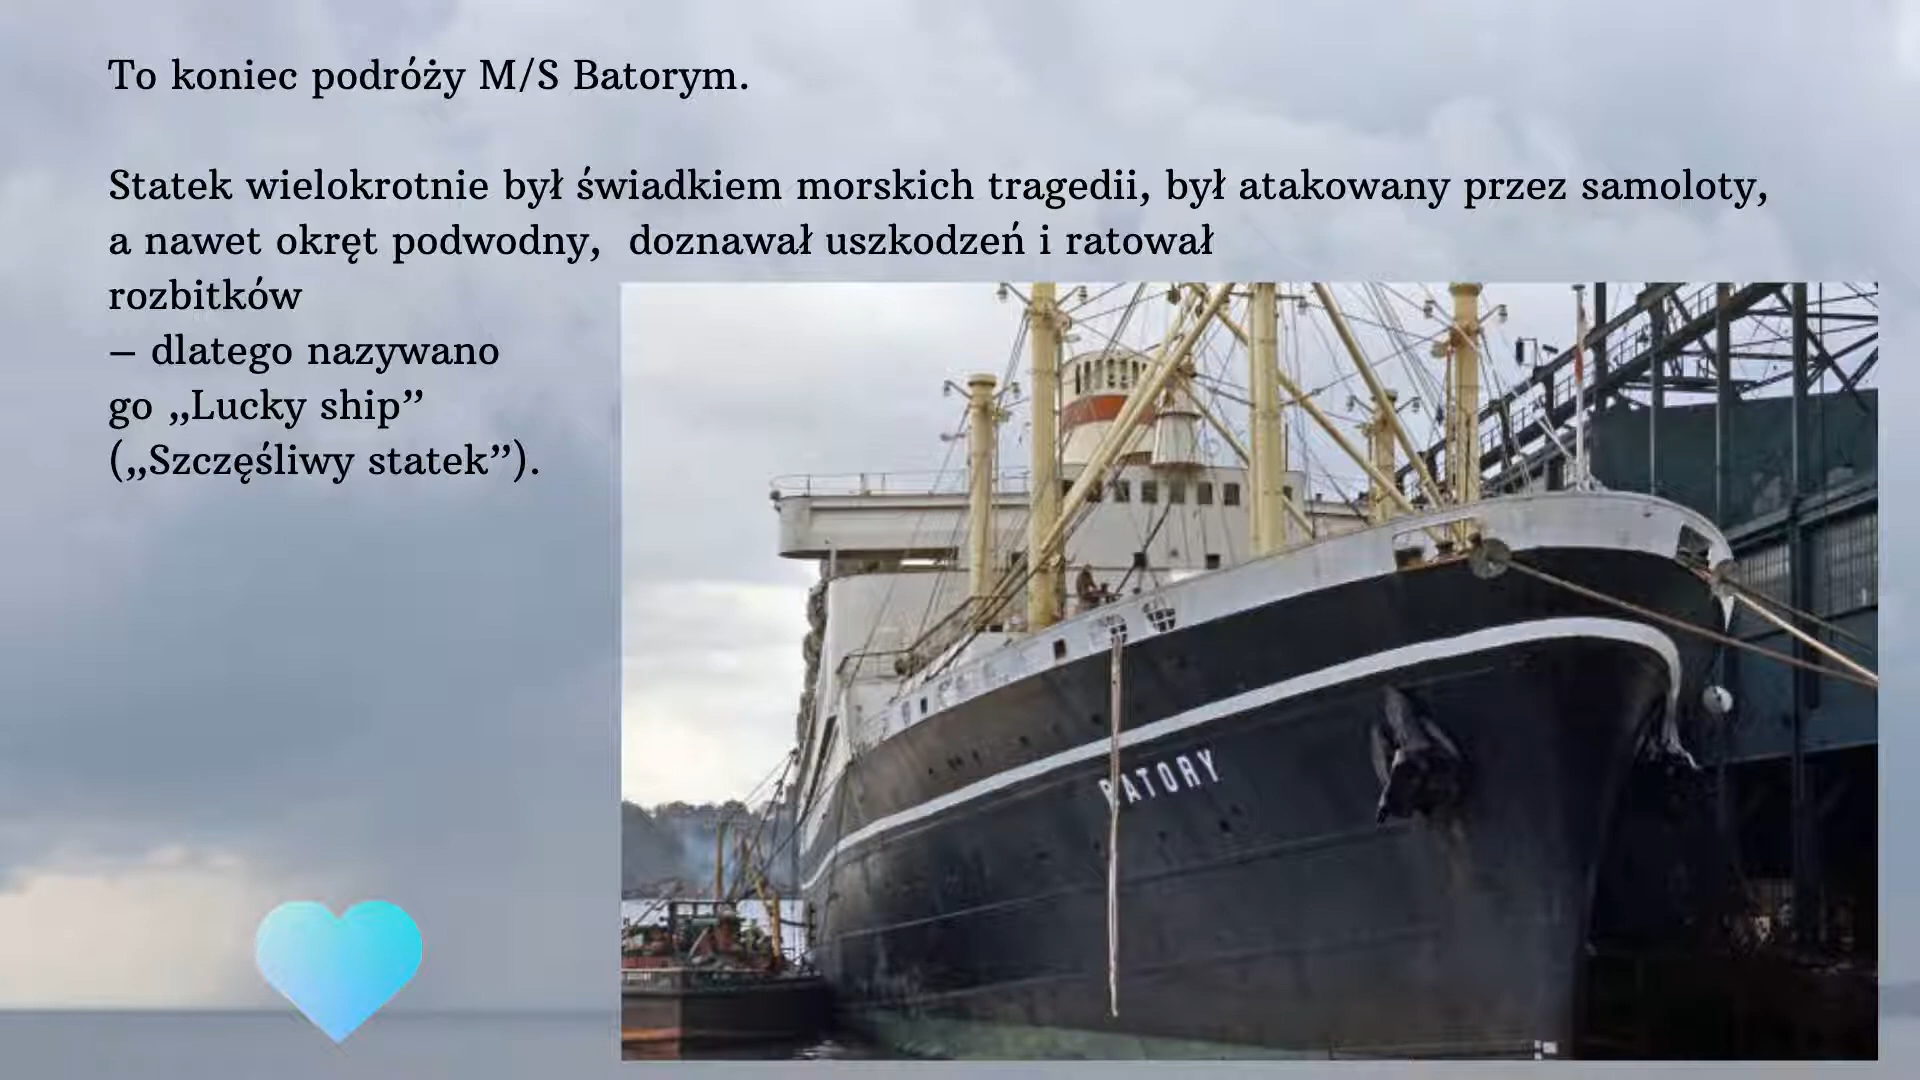 To koniec podróży M/S Batorym.
Statek wielokrotnie był świadkiem morskich tragedii, był atakowany przez samoloty,
a nawet okręt podwodny,  doznawał uszkodzeń i ratował
rozbitków
– dlatego nazywano
go „Lucky ship”
(„Szczęśliwy statek”).
BATORY